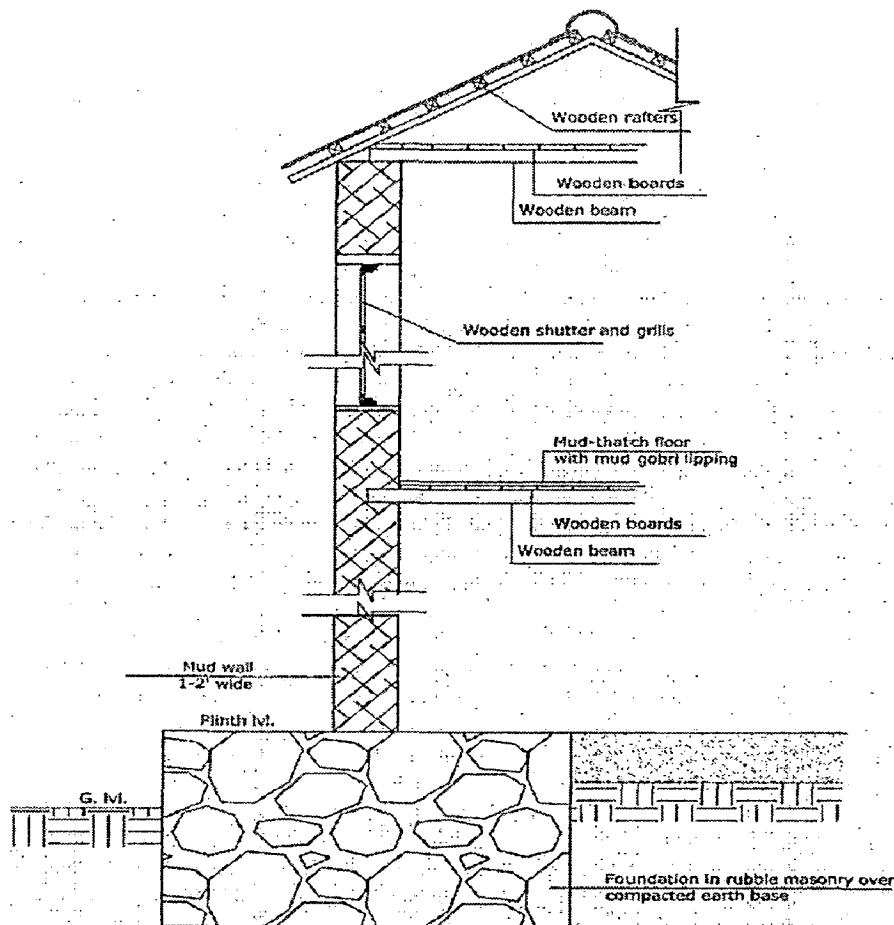 Wooden rafters
Wooden boards
Wooden beam
Wooden shutter and grills
Mud-thatch floor
with mud gobri lipping
Wooden boards
Wooden beam
Mud wall
1-2' wide
Plinth lvl.
G. lvl.
Foundation in rubble masonry over
compacted earth base